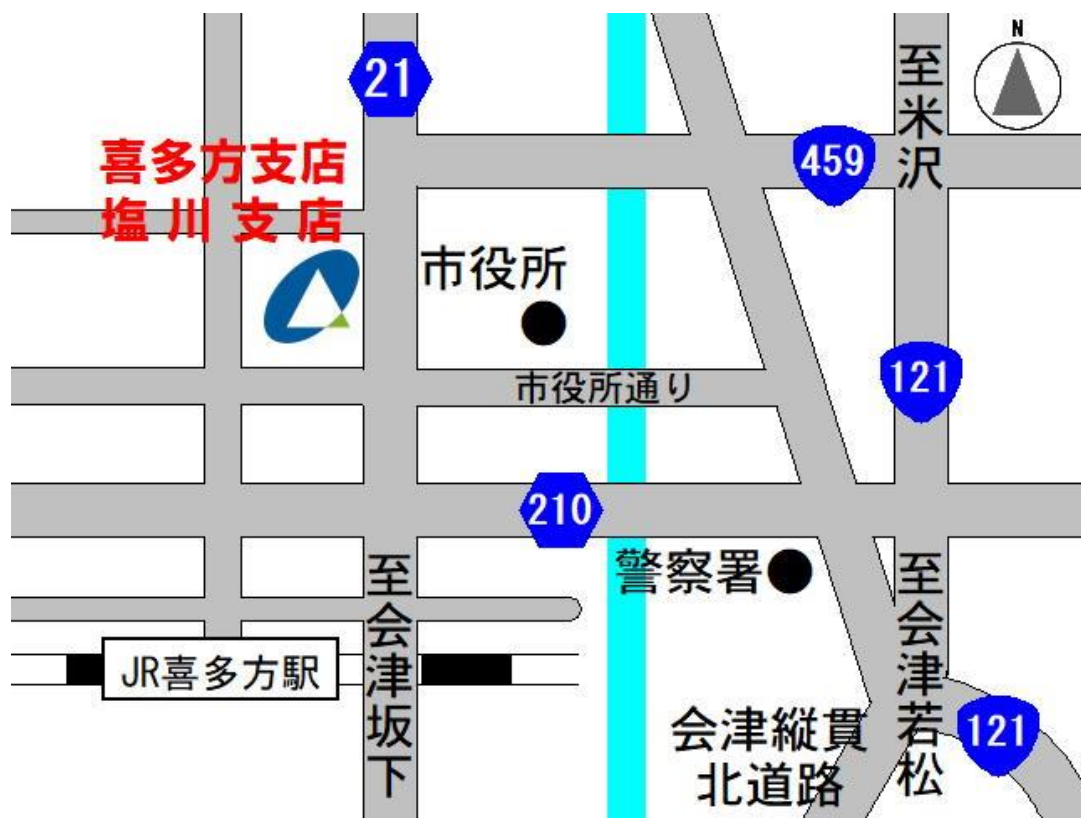 N
21
至米沢
459
喜多方支店
塩川支店
市役所
121
市役所通り
210
警察署
至会津坂下
至会津若松
JR喜多方駅
会津縦貫
北道路
121